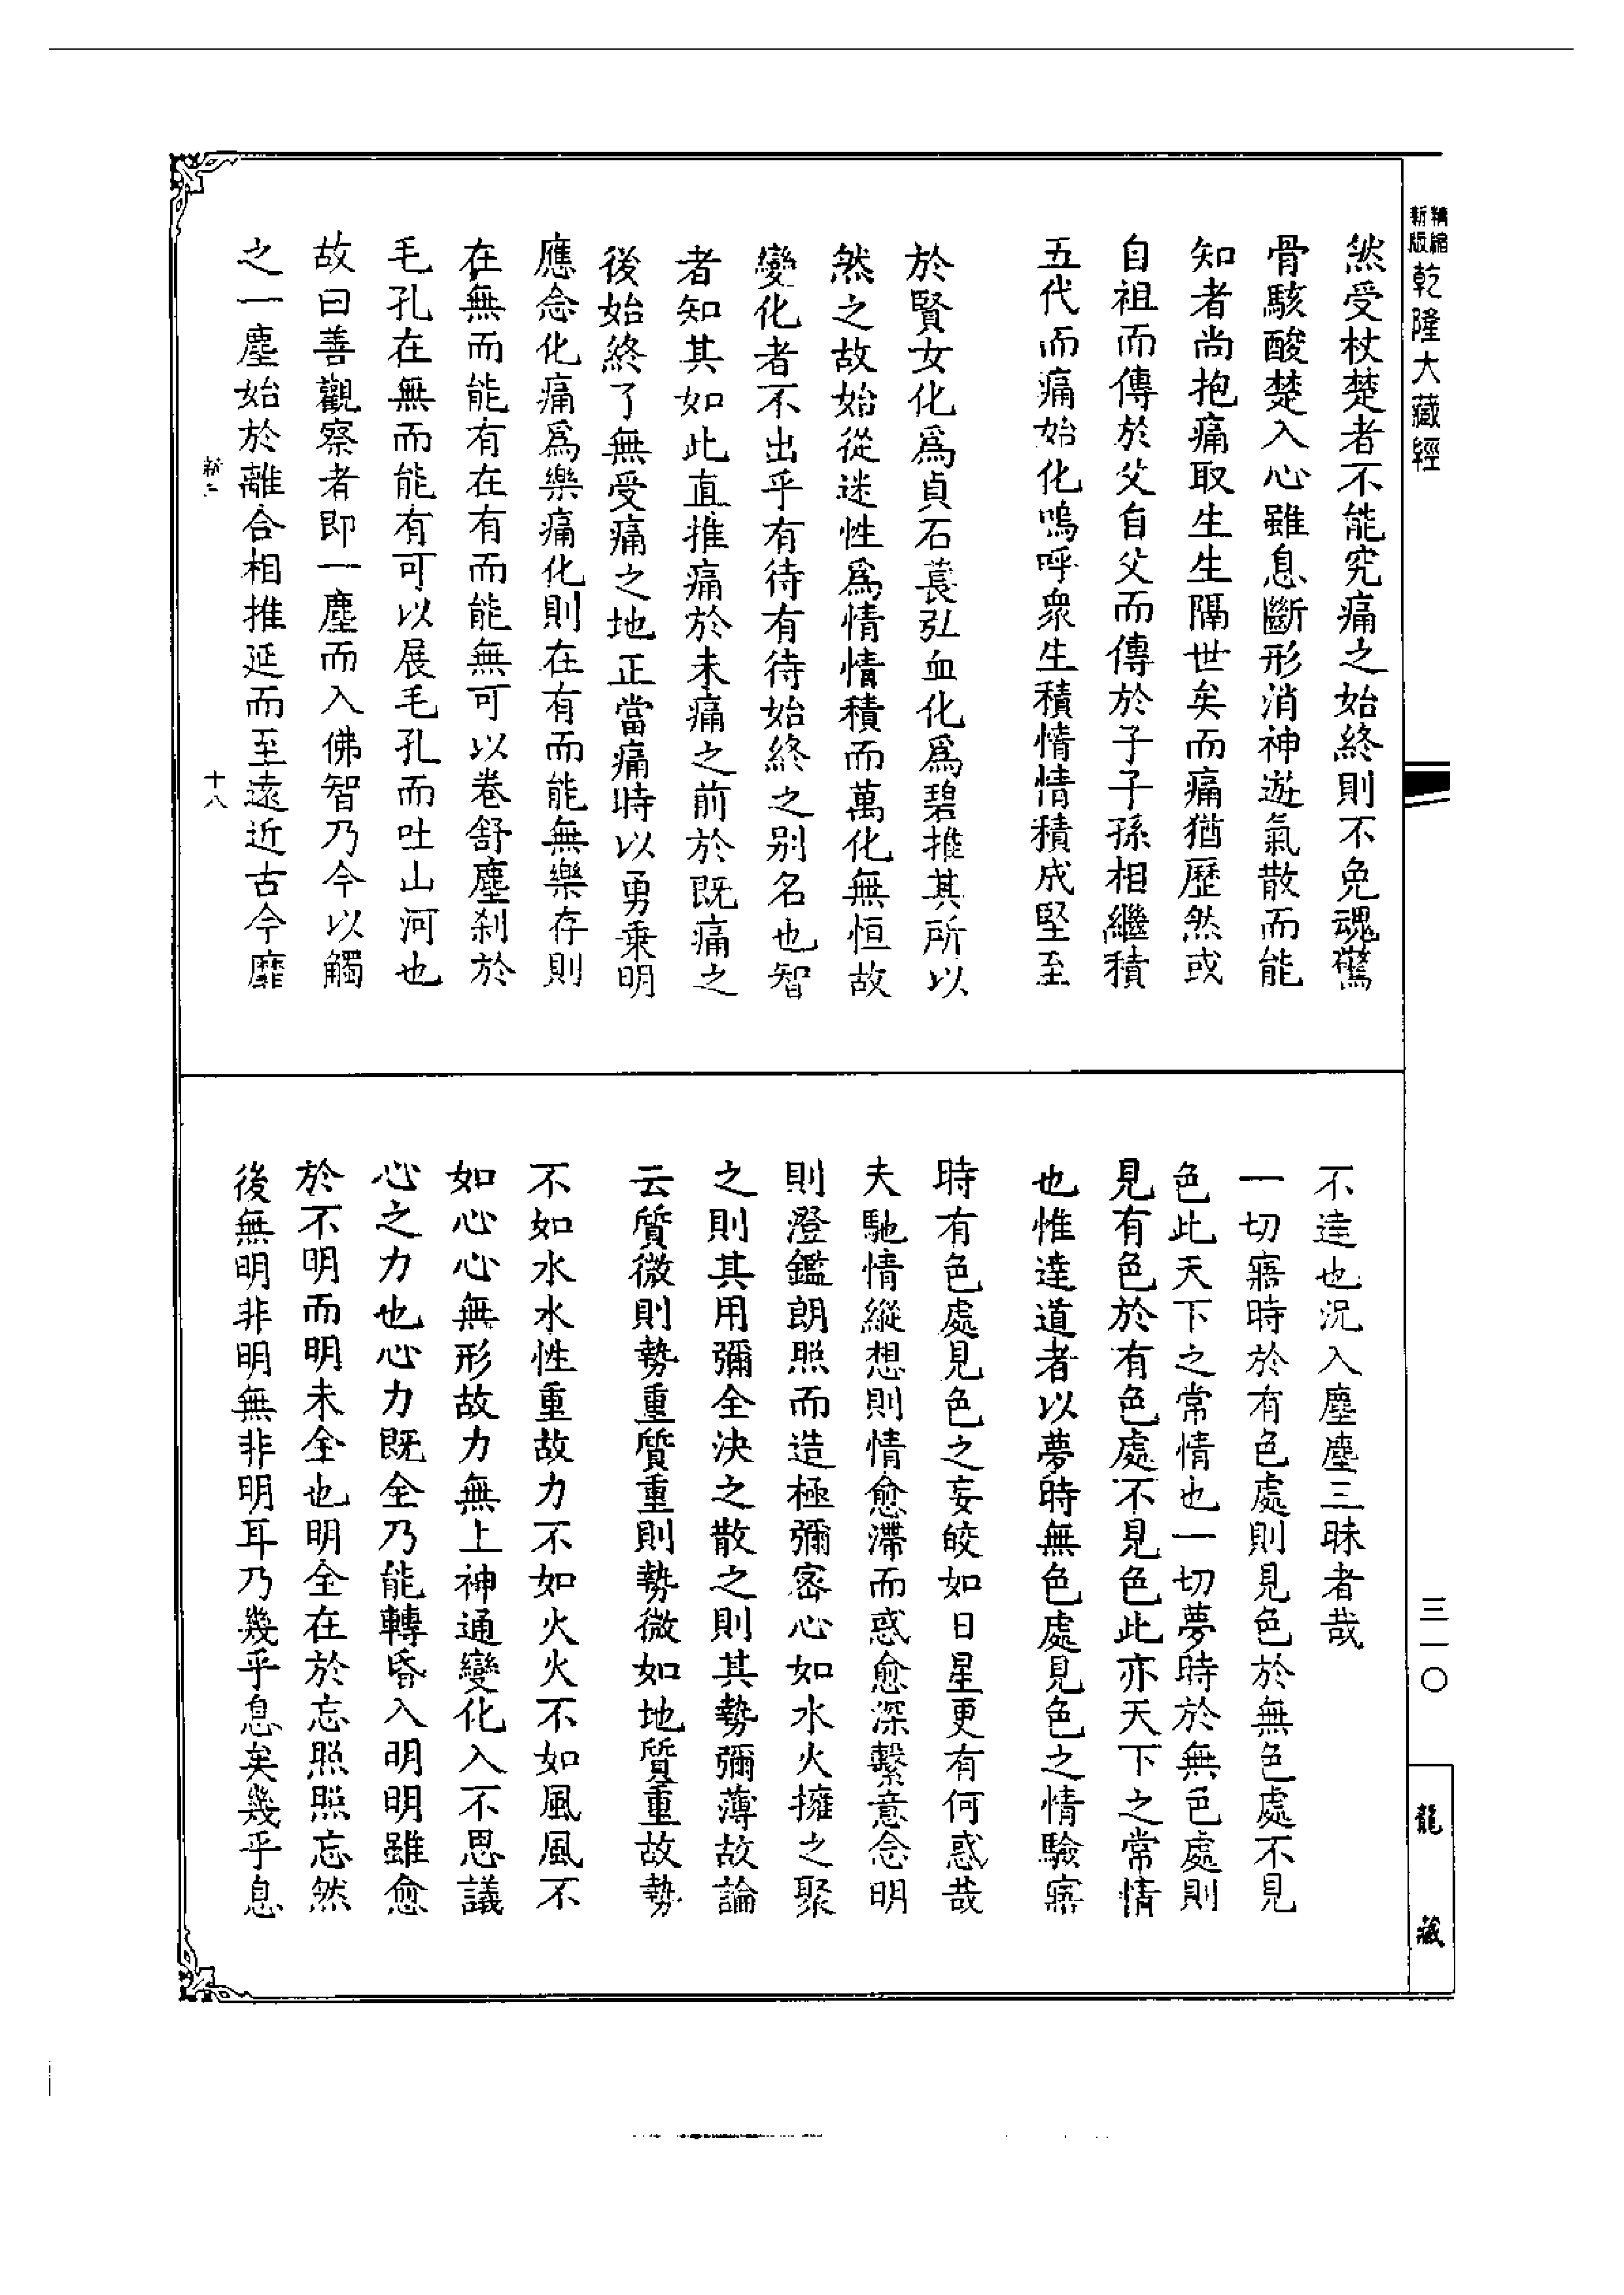 精縮
新版
乾隆大藏經
然受杖楚者不能究痛之始終則不免魂驚
骨駭酸楚入心雖息斷形消神遊氣散而能
知者尚抱痛取生生隔世矣而痛猶歷然或
自祖而傳於父自父而傳於子子孫相繼積
五代而痛始化嗚呼衆生積情情積成堅至
於賢女化爲貞石萇弘血化爲碧推其所以
然之故始從迷性爲情情積而萬化無恒故
變化者不出乎有待有待始終之别名也智
者知其如此直推痛於未痛之前於既痛之
後始終了無受痛之地正當痛時以勇乗明
應念化痛爲樂痛化則在有而能無樂存則
在無而能有在有而能無可以卷舒塵刹於
毛孔在無而能有可以展毛孔而吐山河也
故曰善觀察者即一塵而入佛智乃今以觸
之一塵始於離合相推延而至遠近古今靡
十八
不達也况入塵塵三昧者哉
一切寤時於有色處則見色於無色處不見
色此天下之常情也一切夢時於無色處則
見有色於有色處不見色此亦天下之常情
也惟達道者以夢時無色處見色之情驗寤
時有色處見色之妄皎如日星更有何惑哉
夫馳情縱想則情愈滯而惑愈深繫意念明
則澄鑑朗照而造極彌密心如水火擁之聚
之則其用彌全決之散之則其勢彌薄故論
云質微則勢重質重則勢微如地質重故勢
不如水水性重故力不如火火不如風風不
如心心無形故力無上神通變化入不思議
心之力也心力既全乃能轉昏入明明雖愈
於不明而明未全也明全在於忘照照忘然
後無明非明無非明耳乃幾乎息矣幾乎息
三一〇
龍藏